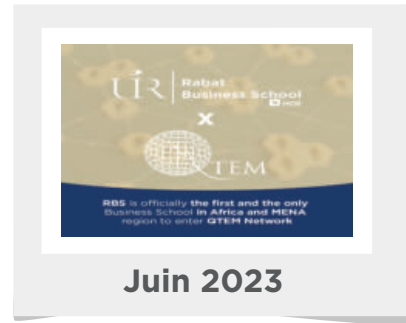 UIR Rabat
Business School
X
QTEM
RBS is officially the first and the only
Business School in Africa and MENA
region to enter QTEM Network
Juin 2023